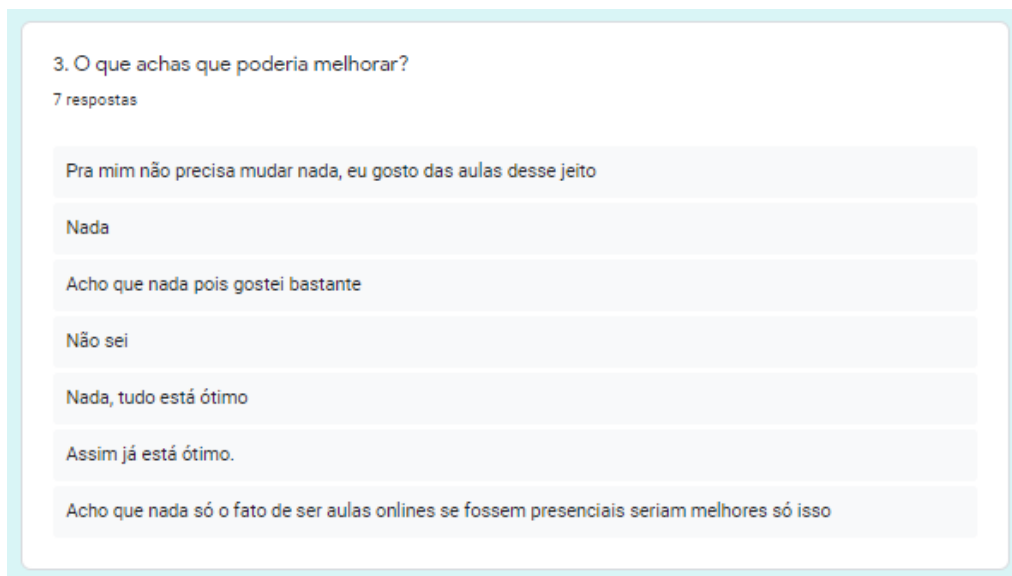 3. O que achas que poderia melhorar?
7 respostas
Pra mim não precisa mudar nada, eu gosto das aulas desse jeito
Nada
Acho que nada pois gostei bastante
Não sei
Nada, tudo está ótimo
Assim já está ótimo.
Acho que nada só o fato de ser aulas onlines se fossem presenciais seriam melhores só isso